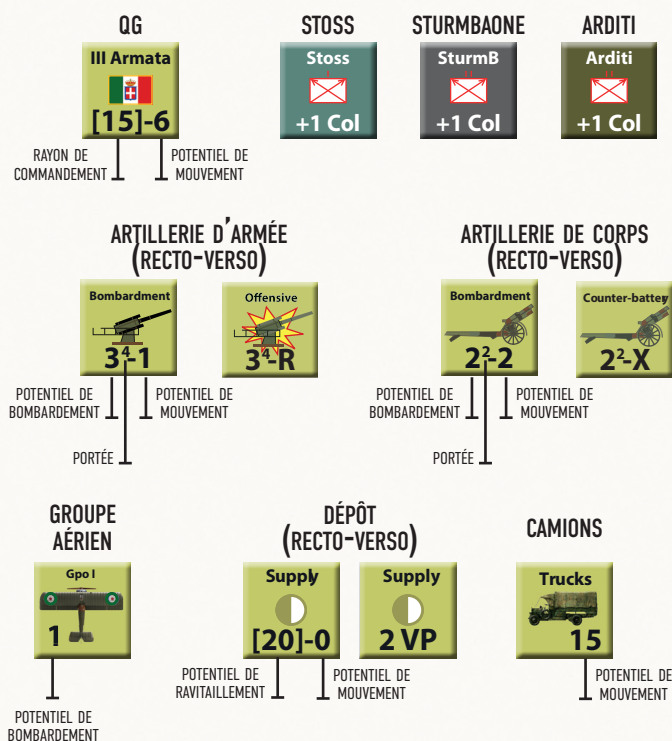 QG
STOSS
STURMBAONE
ARDITI
III Armata
[15]-6
Stoss
+1 Col
SturmB
+1 Col
Arditi
+1 Col
RAYON DE
COMMANDEMENT
POTENTIEL DE
MOUVEMENT
ARTILLERIE D'ARMÉE
(RECTO-VERSO)
ARTILLERIE DE CORPS
(RECTO-VERSO)
Bombardment
3⁴-1
Offensive
3⁴-R
Bombardment
2²-2
Counter-battery
2²-X
POTENTIEL DE
BOMBARDEMENT
POTENTIEL DE
MOUVEMENT
PORTÉE
POTENTIEL DE
BOMBARDEMENT
POTENTIEL DE
MOUVEMENT
PORTÉE
GROUPE
AÉRIEN
DÉPÔT
(RECTO-VERSO)
CAMIONS
Gpo I
1
Supply
[20]-0
Supply
2 VP
Trucks
15
POTENTIEL DE
BOMBARDEMENT
POTENTIEL DE
RAVITAILLEMENT
POTENTIEL DE
MOUVEMENT
POTENTIEL DE
MOUVEMENT